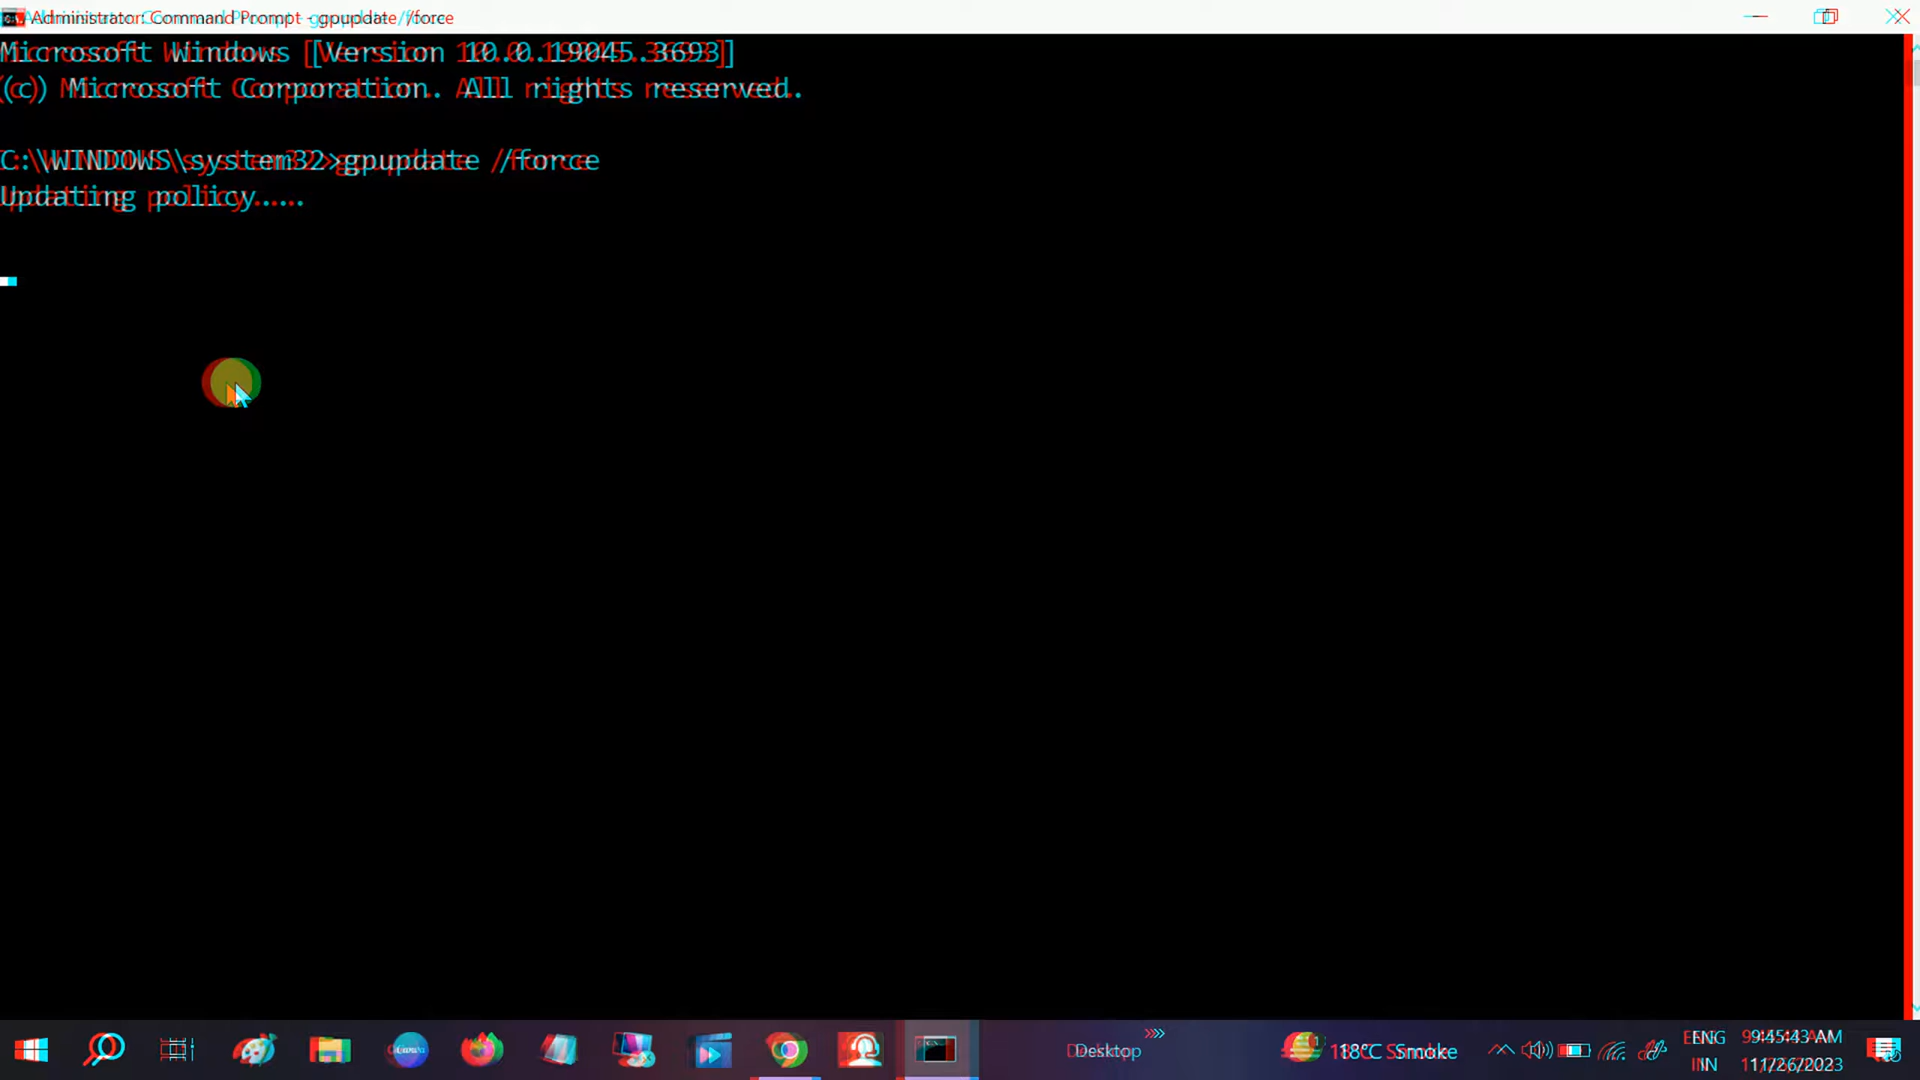 Administrator: Command Prompt - gpupdate /force
Microsoft Windows [Version 10.0.19045.3693]
(c) Microsoft Corporation. All rights reserved.
C:\WINDOWS\system32>gpupdate /force
Updating policy...
Desktop
18°C Smoke
ENG
IN
9:45:43 AM
11/26/2023